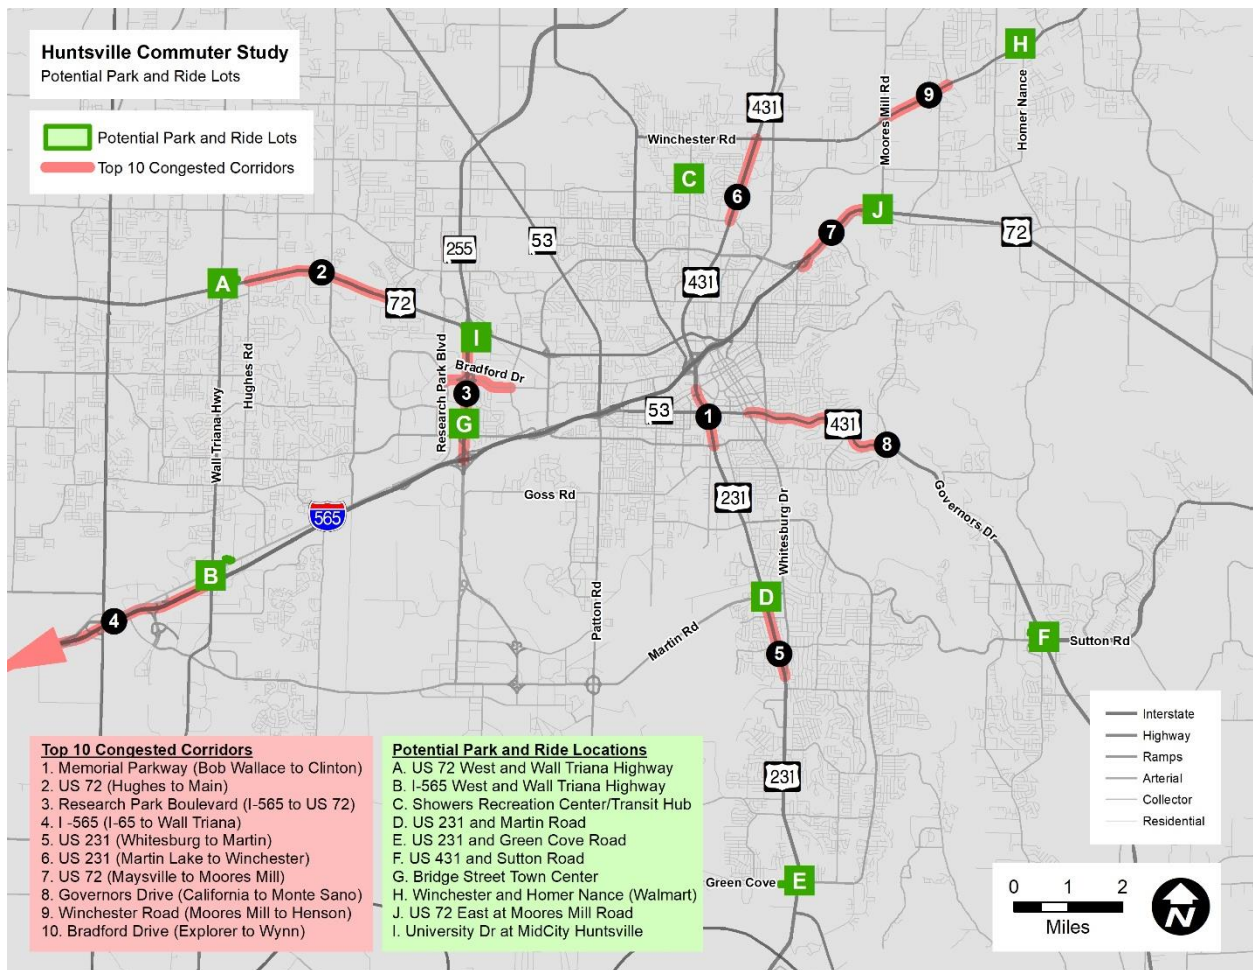 Huntsville Commuter Study
Potential Park and Ride Lots
Potential Park and Ride Lots
Top 10 Congested Corridors
H
9
Moores Mill Rd
Homer Nance
431
Winchester Rd
C
6
J
7
72
255
53
431
A
2
72
I
Research Park Blvd
Bradford Dr
3
G
Hughes Rd
Wall-Triana Hwy
53
1
431
8
Goss Rd
231
Whitesburg Dr
Governors Dr
565
B
4
Patton Rd
D
Martin Rd
5
F
Sutton Rd
231
Green Cove
E
Top 10 Congested Corridors
1. Memorial Parkway (Bob Wallace to Clinton)
2. US 72 (Hughes to Main)
3. Research Park Boulevard (I-565 to US 72)
4. I -565 (I-65 to Wall Triana)
5. US 231 (Whitesburg to Martin)
6. US 231 (Martin Lake to Winchester)
7. US 72 (Maysville to Moores Mill)
8. Governors Drive (California to Monte Sano)
9. Winchester Road (Moores Mill to Henson)
10. Bradford Drive (Explorer to Wynn)
Potential Park and Ride Locations
A. US 72 West and Wall Triana Highway
B. I-565 West and Wall Triana Highway
C. Showers Recreation Center/Transit Hub
D. US 231 and Martin Road
E. US 231 and Green Cove Road
F. US 431 and Sutton Road
G. Bridge Street Town Center
H. Winchester and Homer Nance (Walmart)
J. US 72 East at Moores Mill Road
I. University Dr at MidCity Huntsville
Interstate
Highway
Ramps
Arterial
Collector
Residential
0 1 2
Miles
N